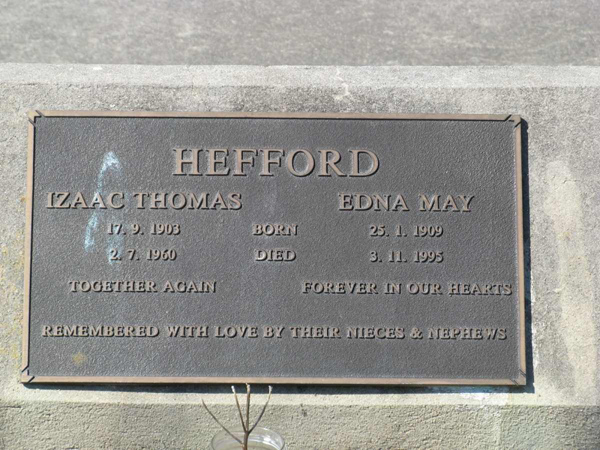 HEFFORD
IZAAC THOMAS EDNA MAY
17. 9. 1903 BORN 25. 1. 1909
2. 7. 1960 DIED 3. 11. 1995
TOGETHER AGAIN FOREVER IN OUR HEARTS
REMEMBERED WITH LOVE BY THEIR NIECES & NEPHEWS